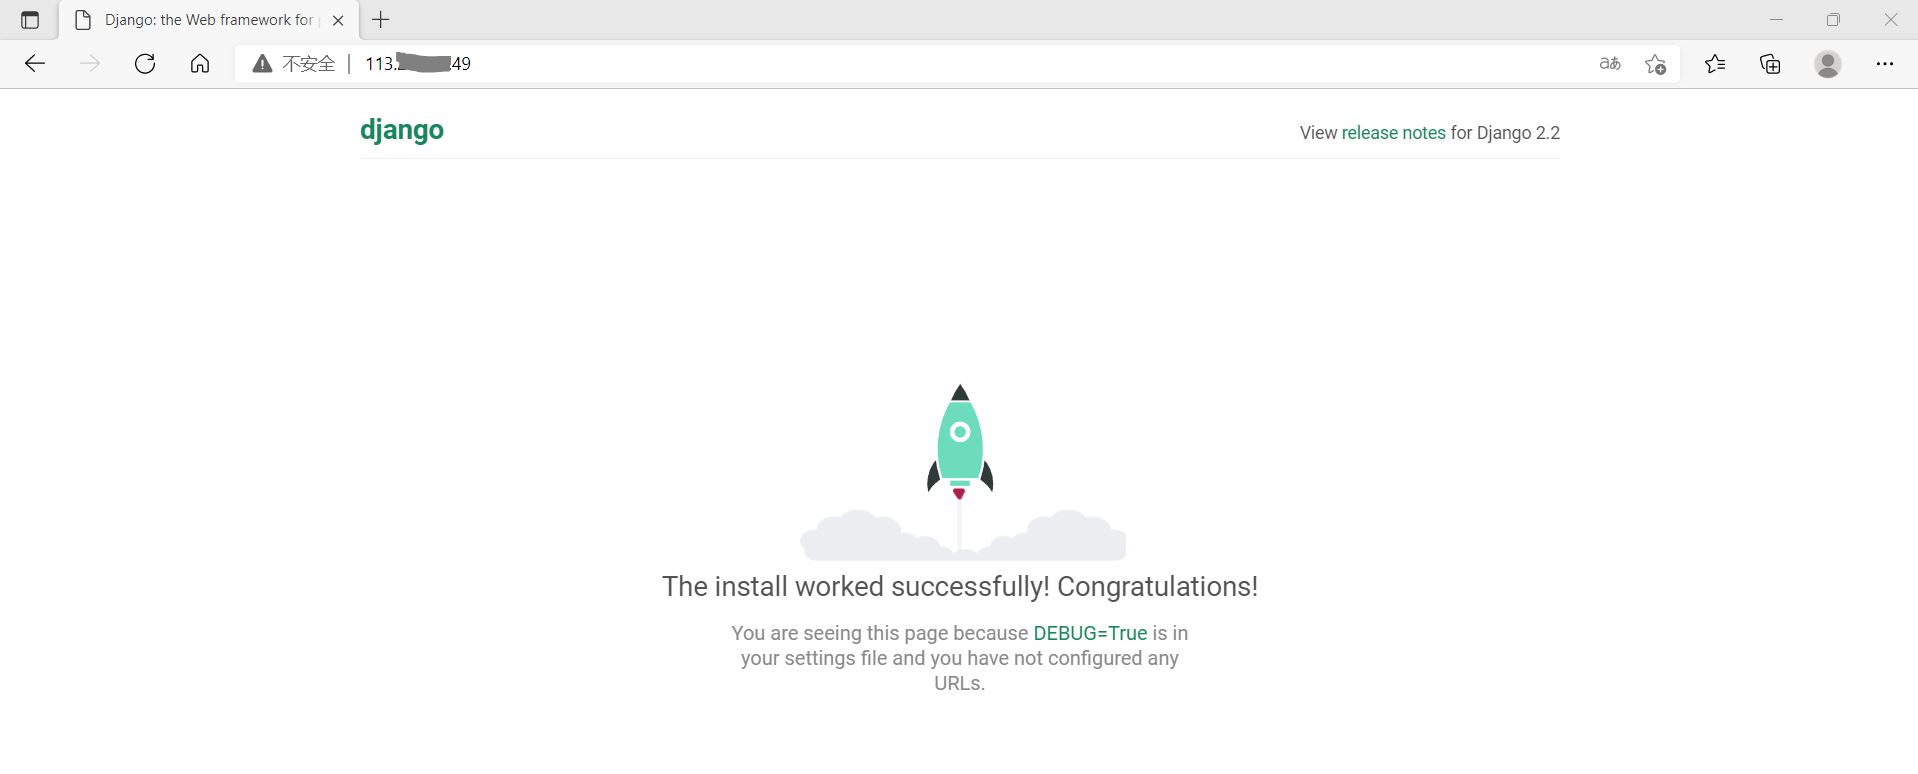 Django: the Web framework for
不安全 113. .49 aあ
django
View release notes for Django 2.2
The install worked successfully! Congratulations!
You are seeing this page because DEBUG=True is in
your settings file and you have not configured any
URLs.